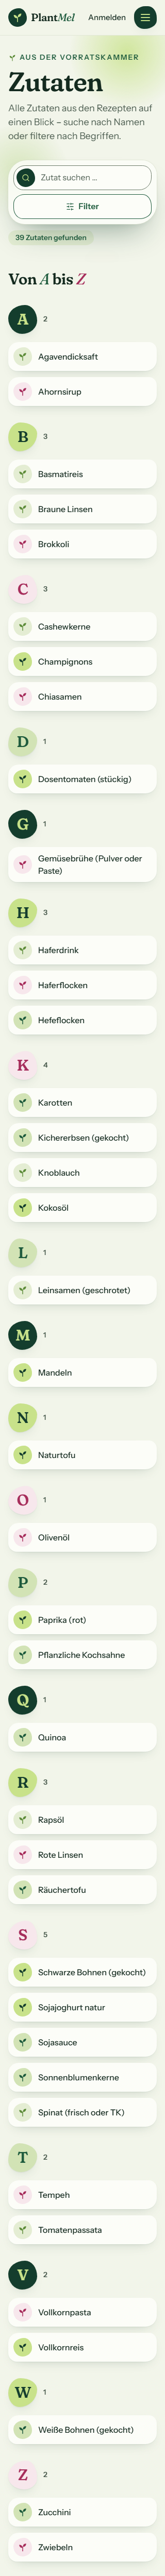 PlantMel
Anmelden
AUS DER VORRATSKAMMER
Zutaten
Alle Zutaten aus den Rezepten auf
einen Blick – suche nach Namen
oder filtere nach Begriffen.
Zutat suchen ...
Filter
39 Zutaten gefunden
Von A bis Z
A 2
Agavendicksaft
Ahornsirup
B 3
Basmatireis
Braune Linsen
Brokkoli
C 3
Cashewkerne
Champignons
Chiasamen
D 1
Dosentomaten (stückig)
G 1
Gemüsebrühe (Pulver oder
Paste)
H 3
Haferdrink
Haferflocken
Hefeflocken
K 4
Karotten
Kichererbsen (gekocht)
Knoblauch
Kokosöl
L 1
Leinsamen (geschrotet)
M 1
Mandeln
N 1
Naturtofu
O 1
Olivenöl
P 2
Paprika (rot)
Pflanzliche Kochsahne
Q 1
Quinoa
R 3
Rapsöl
Rote Linsen
Räuchertofu
S 5
Schwarze Bohnen (gekocht)
Sojajoghurt natur
Sojasauce
Sonnenblumenkerne
Spinat (frisch oder TK)
T 2
Tempeh
Tomatenpassata
V 2
Vollkornpasta
Vollkornreis
W 1
Weiße Bohnen (gekocht)
Z 2
Zucchini
Zwiebeln